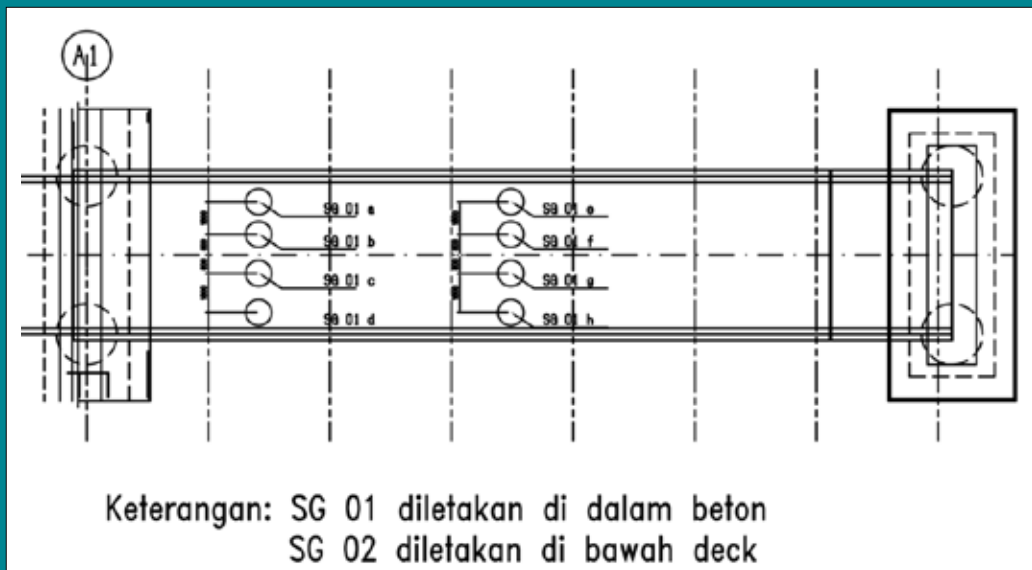 A1
SG 01 a
SG 01 e
SG 01 b
SG 01 f
SG 01 c
SG 01 g
SG 01 d
SG 01 h
Keterangan: SG 01 diletakan di dalam beton
SG 02 diletakan di bawah deck